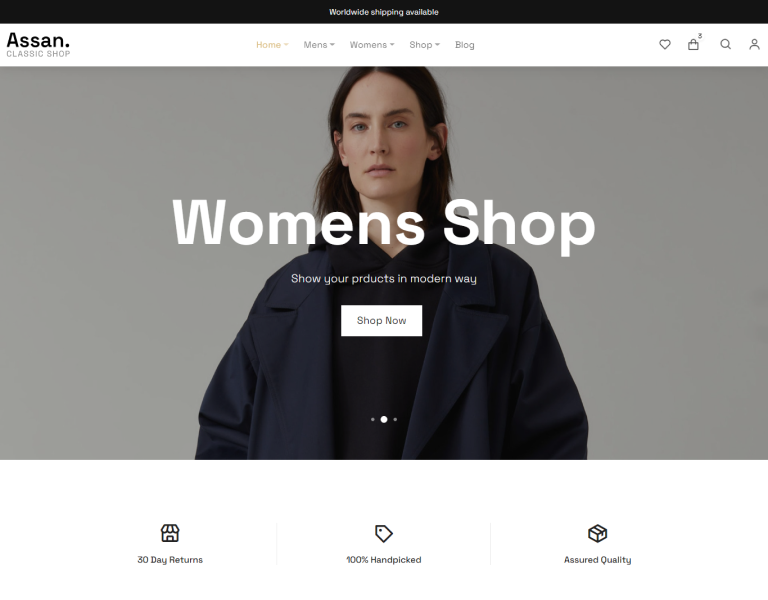 Worldwide shipping available
Assan.
CLASSIC SHOP
Home Mens Womens Shop Blog
3
Womens Shop
Show your prducts in modern way
Shop Now
30 Day Returns
100% Handpicked
Assured Quality